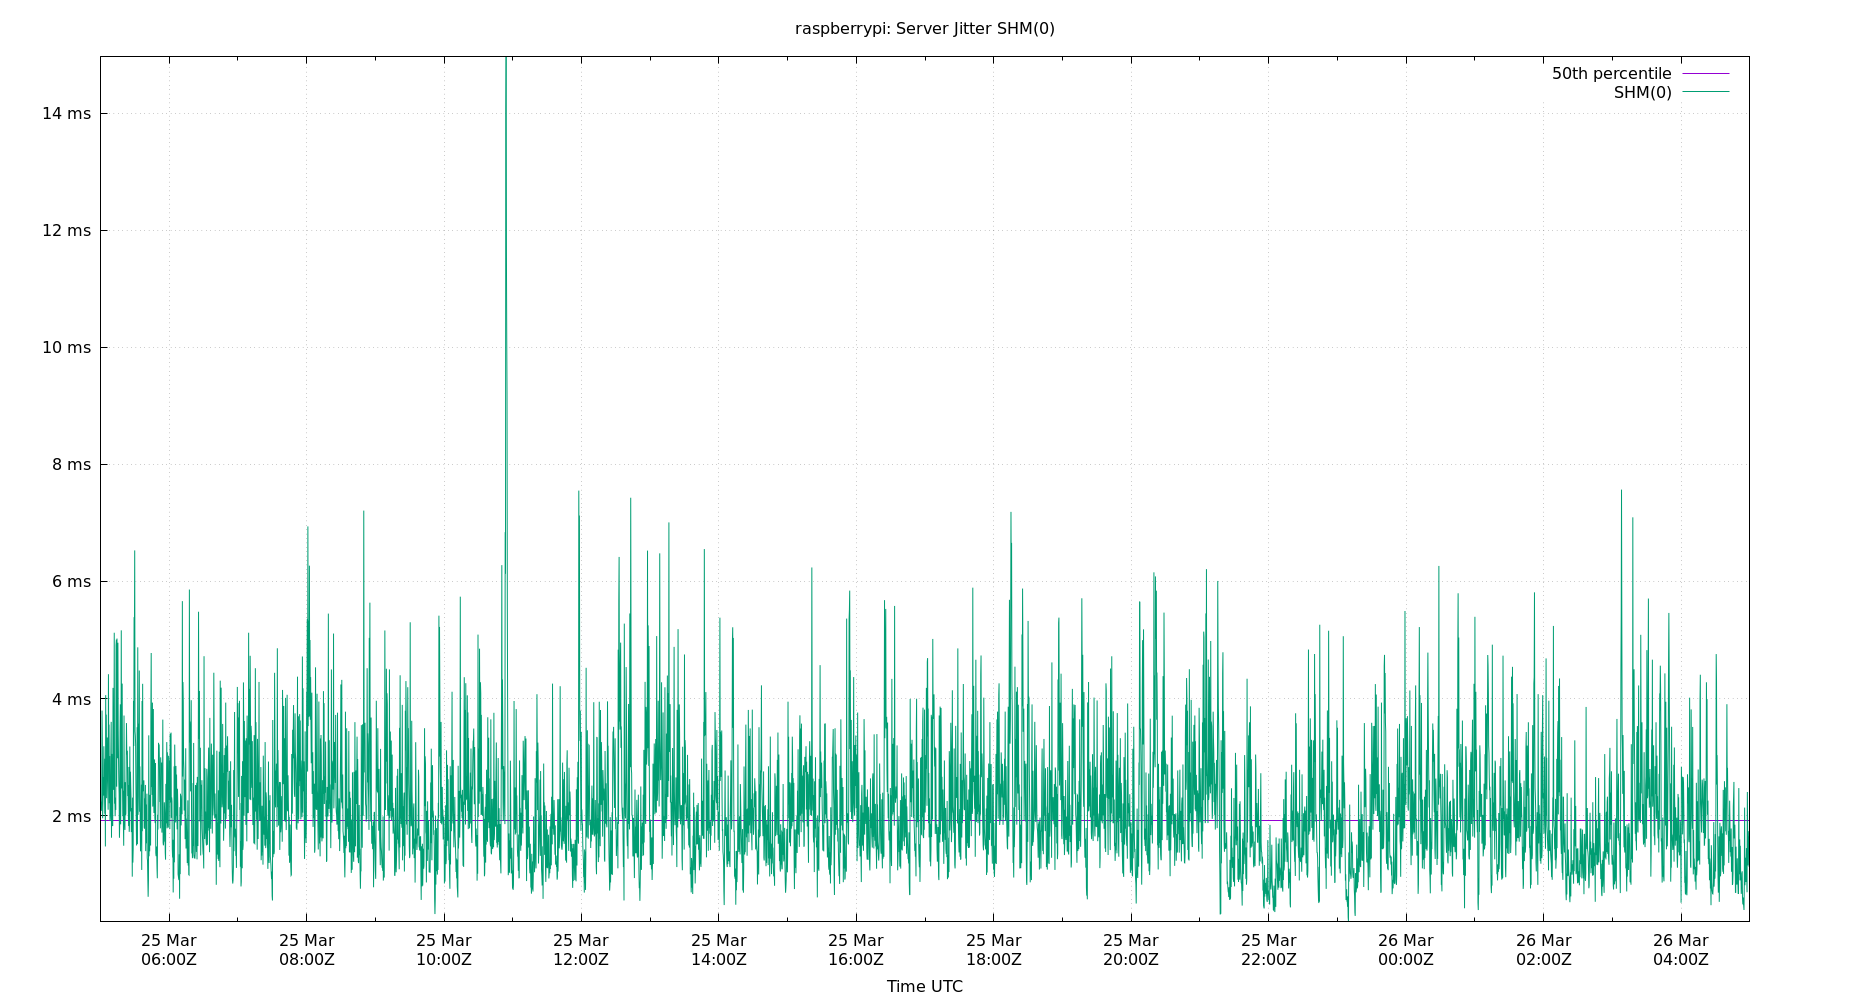 raspberrypi: Server Jitter SHM(0)
50th percentile
SHM(0)
14 ms
12 ms
10 ms
8 ms
6 ms
4 ms
2 ms
25 Mar 25 Mar 25 Mar 25 Mar 25 Mar 25 Mar 25 Mar 25 Mar 25 Mar 26 Mar 26 Mar 26 Mar
06:00Z 08:00Z 10:00Z 12:00Z 14:00Z 16:00Z 18:00Z 20:00Z 22:00Z 00:00Z 02:00Z 04:00Z
Time UTC